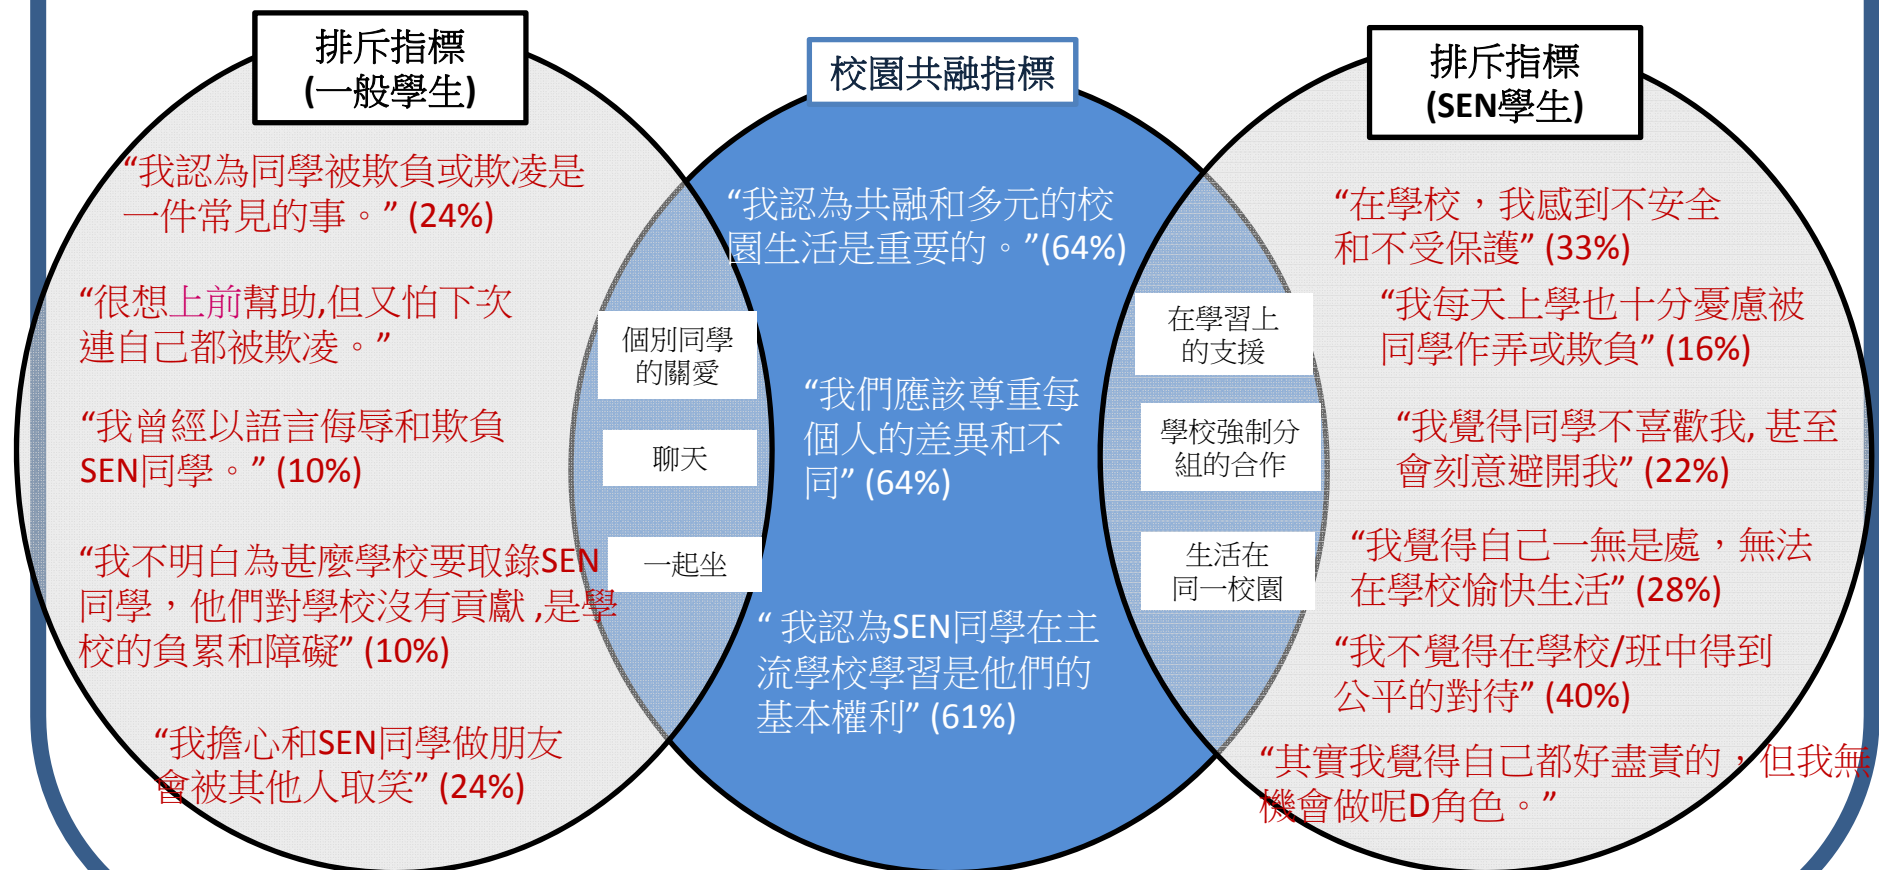 排斥指標
(一般學生)
“我認為同學被欺負或欺凌是
一件常見的事。” (24%)
“很想上前幫助,但又怕下次
連自己都被欺凌。”
“我曾經以語言侮辱和欺負
SEN同學。” (10%)
“我不明白為甚麼學校要取錄SEN
同學，他們對學校沒有貢獻 ,是學
校的負累和障礙” (10%)
“我擔心和SEN同學做朋友
會被其他人取笑” (24%)
個別同學
的關愛
聊天
一起坐
校園共融指標
“我認為共融和多元的校
園生活是重要的。”(64%)
“我們應該尊重每
個人的差異和不
同” (64%)
“ 我認為SEN同學在主
流學校學習是他們的
基本權利” (61%)
在學習上
的支援
學校強制分
組的合作
生活在
同一校園
排斥指標
(SEN學生)
“在學校，我感到不安全
和不受保護” (33%)
“我每天上學也十分憂慮被
同學作弄或欺負” (16%)
“我覺得同學不喜歡我, 甚至
會刻意避開我” (22%)
“我覺得自己一無是處，無法
在學校愉快生活” (28%)
“我不覺得在學校/班中得到
公平的對待” (40%)
“其實我覺得自己都好盡責的，但我無
機會做呢D角色。”